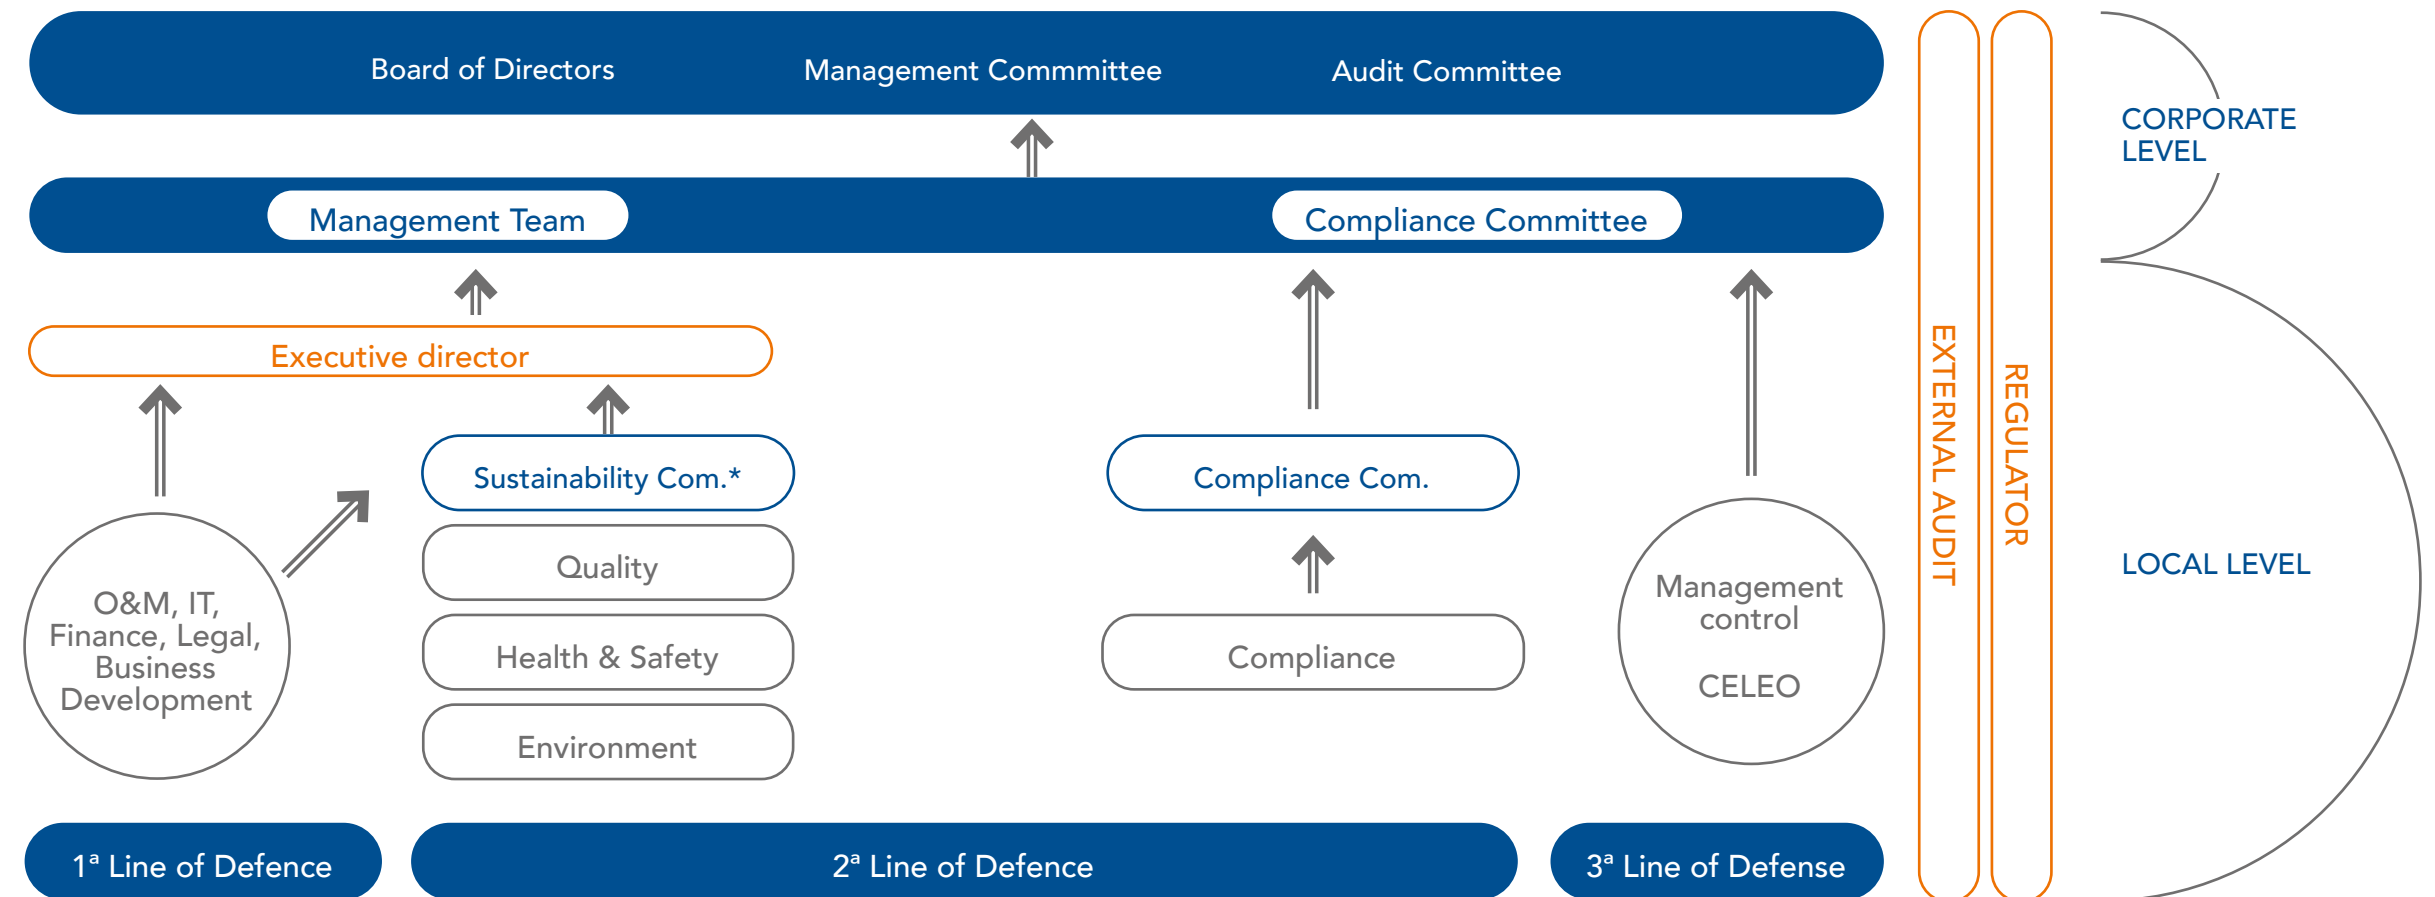 Board of Directors
Management Commmittee
Audit Committee
Management Team
Compliance Committee
Executive director
Sustainability Com.*
Compliance Com.
Quality
Health & Safety
Environment
Compliance
O&M, IT,
Finance, Legal,
Business
Development
Management
control
CELEO
1ª Line of Defence
2ª Line of Defence
3ª Line of Defense
EXTERNAL AUDIT
REGULATOR
CORPORATE
LEVEL
LOCAL LEVEL